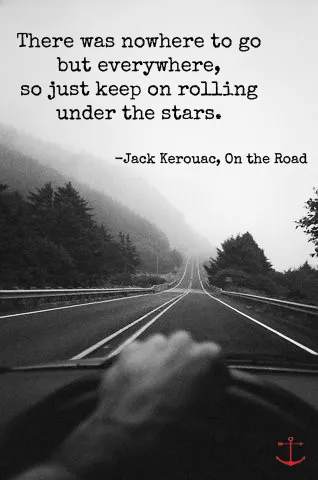 There was nowhere to go
but everywhere,
so just keep on rolling
under the stars.
-Jack Kerouac, On the Road